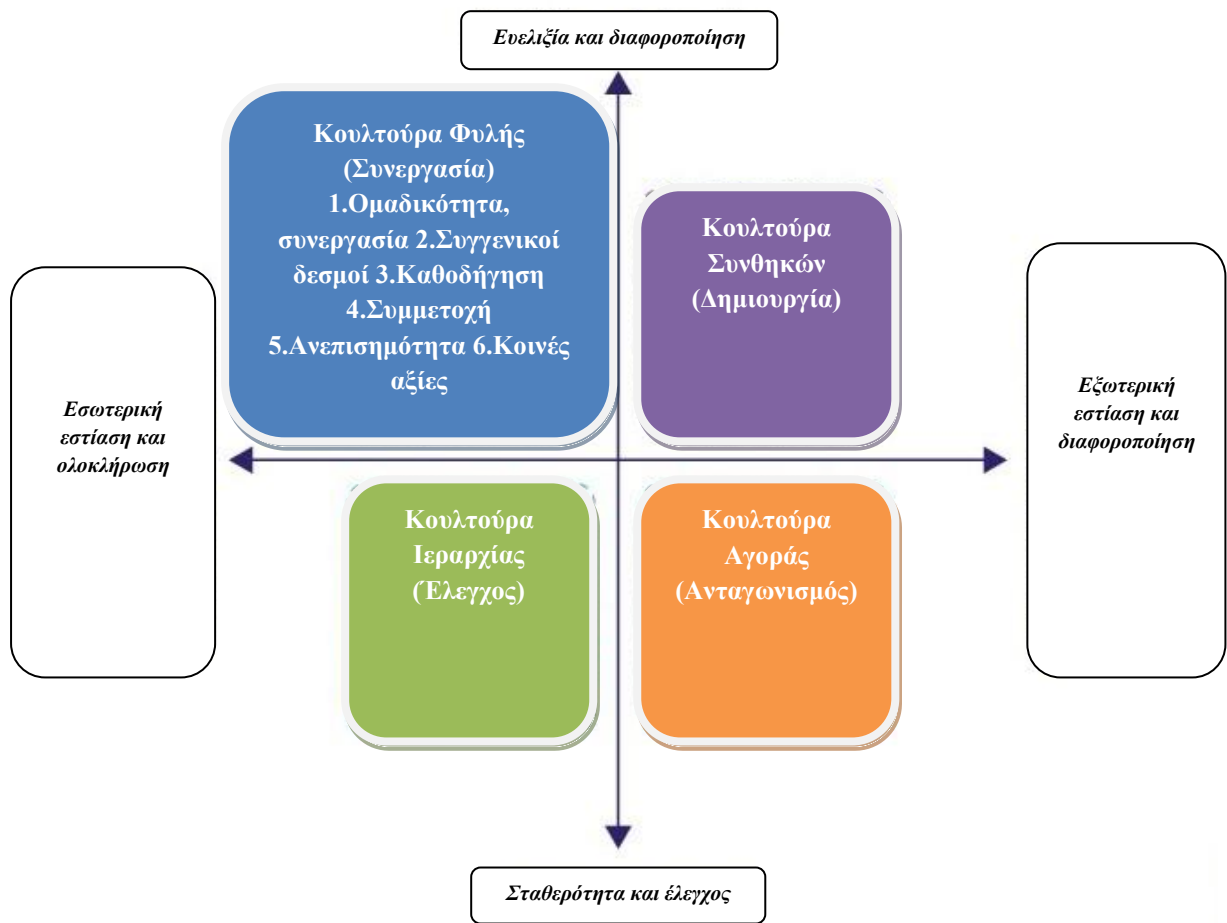 Ευελιξία και διαφοροποίηση
Κουλτούρα Φυλής
(Συνεργασία)
1.Ομαδικότητα,
συνεργασία 2.Συγγενικοί
δεσμοί 3.Καθοδήγηση
4.Συμμετοχή
5.Ανεπισημότητα 6.Κοινές
αξίες
Κουλτούρα
Συνθηκών
(Δημιουργία)
Εσωτερική
εστίαση και
ολοκλήρωση
Εξωτερική
εστίαση και
διαφοροποίηση
Κουλτούρα
Ιεραρχίας
(Έλεγχος)
Κουλτούρα
Αγοράς
(Ανταγωνισμός)
Σταθερότητα και έλεγχος